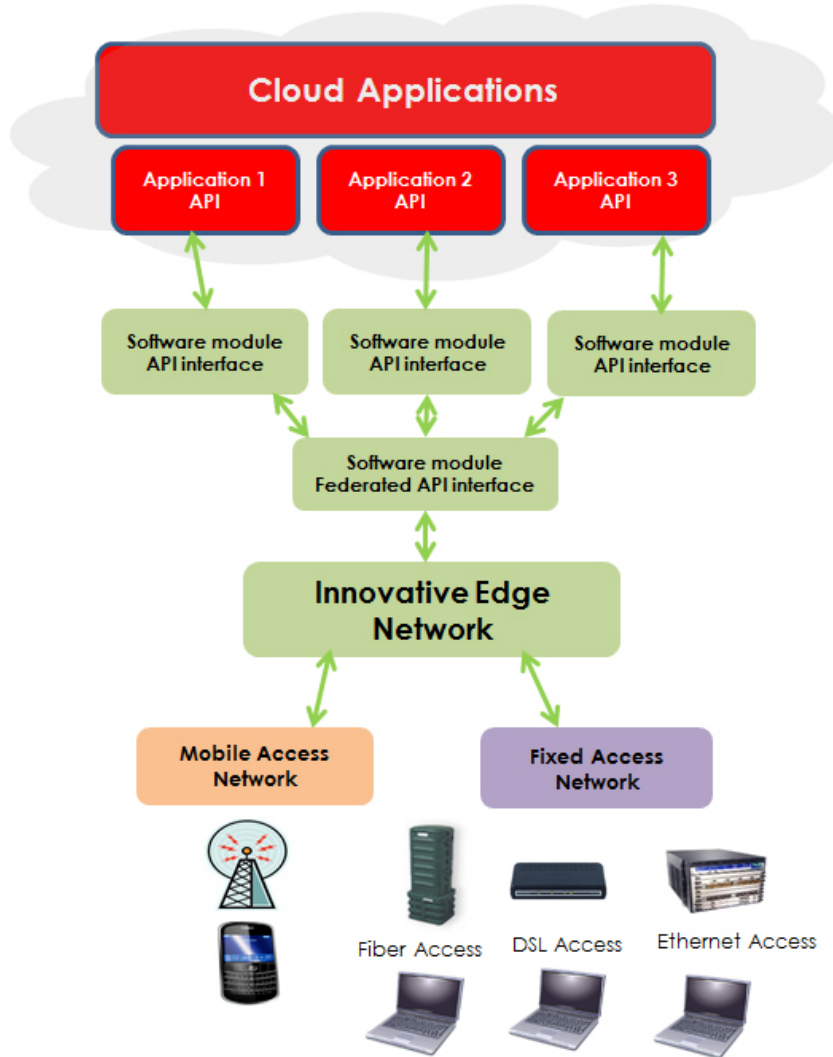 Cloud Applications
Application 1
API
Application 2
API
Application 3
API
Software module
API interface
Software module
API interface
Software module
API interface
Software module
Federated API interface
Innovative Edge
Network
Mobile Access
Network
Fixed Access
Network
Fiber Access
DSL Access
Ethernet Access